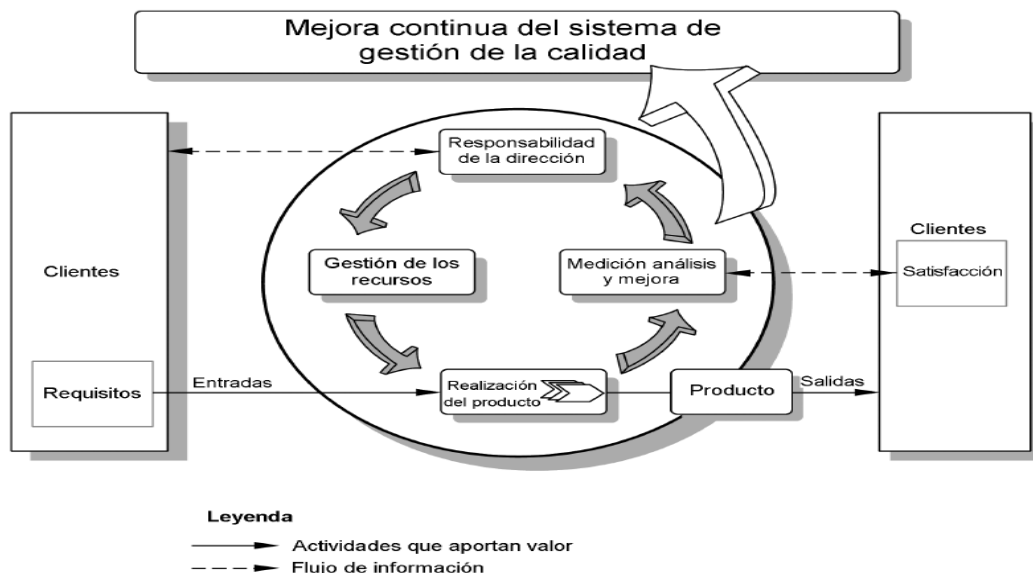 Mejora continua del sistema de
gestión de la calidad
Responsabilidad
de la dirección
Clientes
Gestión de los
recursos
Medición análisis
y mejora
Clientes
Satisfacción
Requisitos
Entradas
Realización
del producto
Producto
Salidas
Leyenda
Actividades que aportan valor
Flujo de información